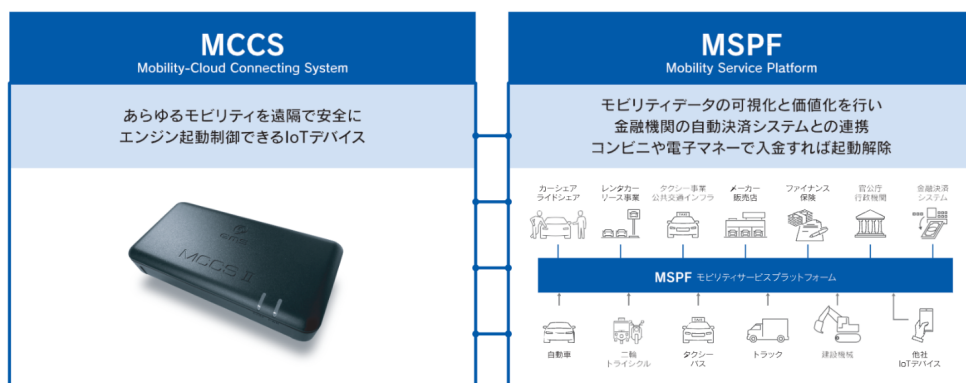 MCCS
Mobility-Cloud Connecting System
あらゆるモビリティを遠隔で安全に
エンジン起動制御できるIoTデバイス
GMS
MCCS II
MSPF
Mobility Service Platform
モビリティデータの可視化と価値化を行い
金融機関の自動決済システムとの連携
コンビニや電子マネーで入金すれば起動解除
カーシェア
ライドシェア
レンタカー
リース事業
タクシー事業
公共交通インフラ
メーカー
販売店
ファイナンス
保険
官公庁
行政機関
金融決済
システム
TAXI
MSPF モビリティサービスプラットフォーム
TAXI
自動車
二輪
トライシクル
タクシー
バス
トラック
建設機械
他社
IoTデバイス